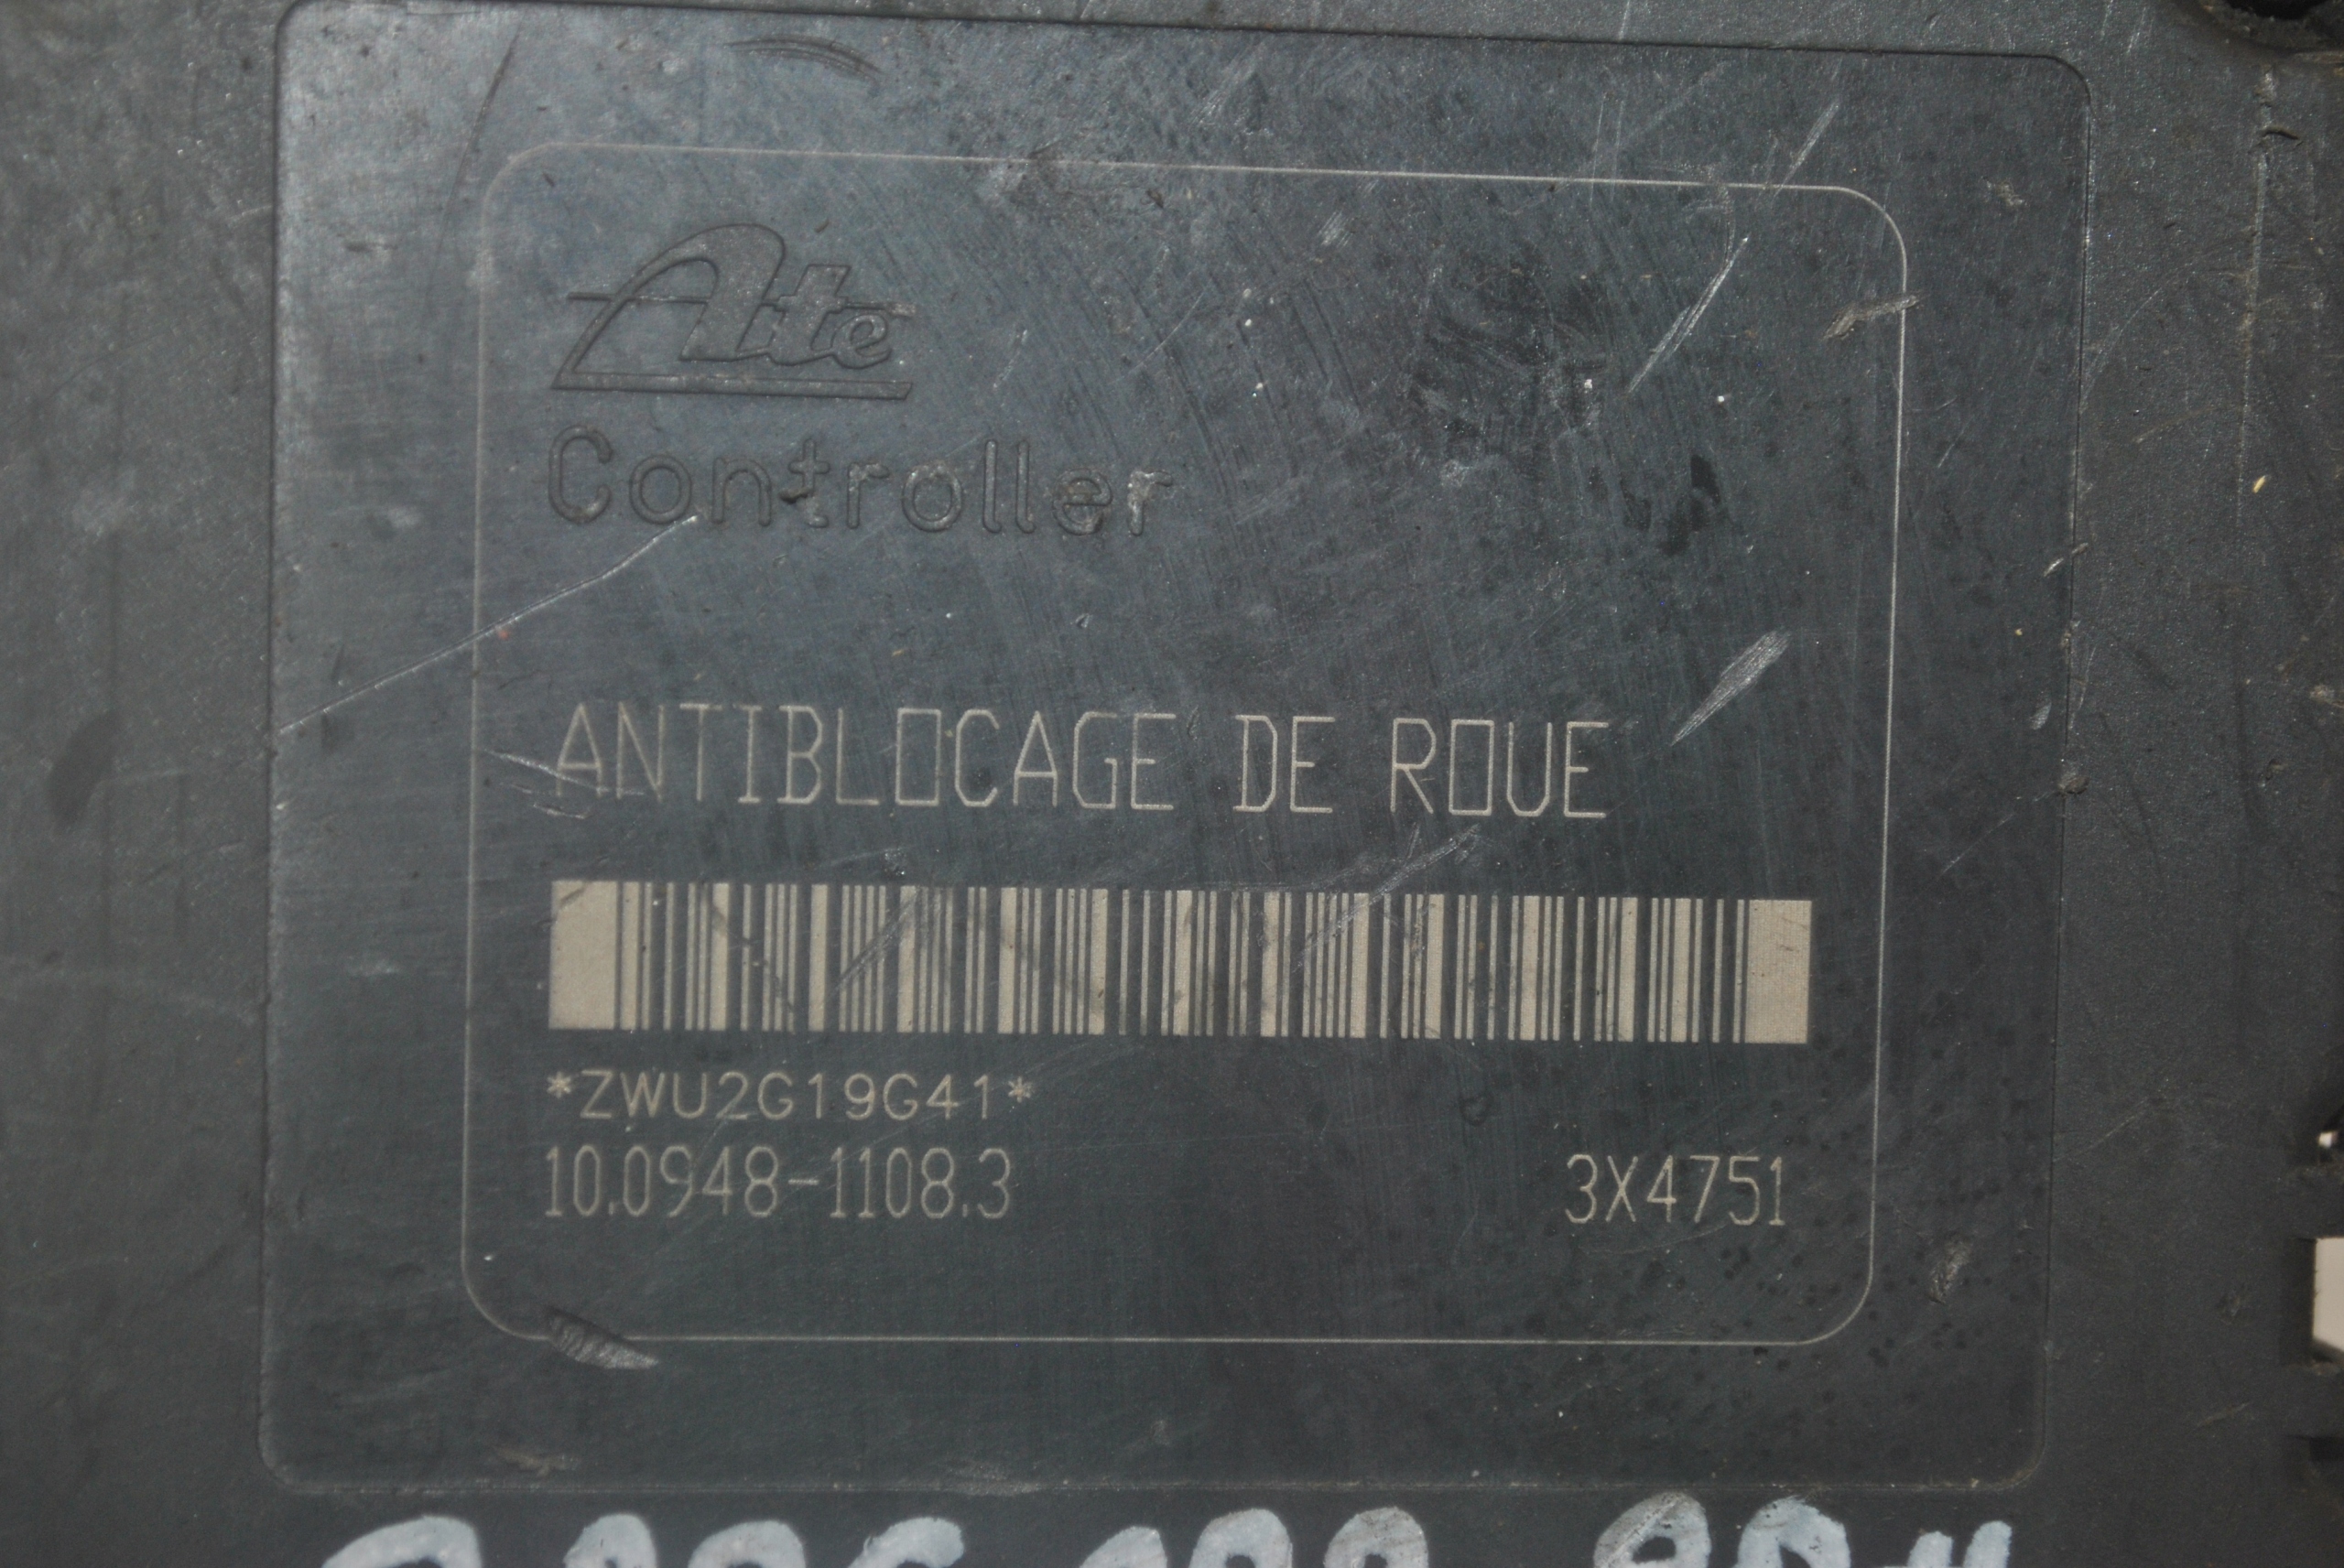 Ate
Controller
ANTIBLOCAGE DE ROUE
*ZWU2G19G41*
10.0948-1108.3
3X4751